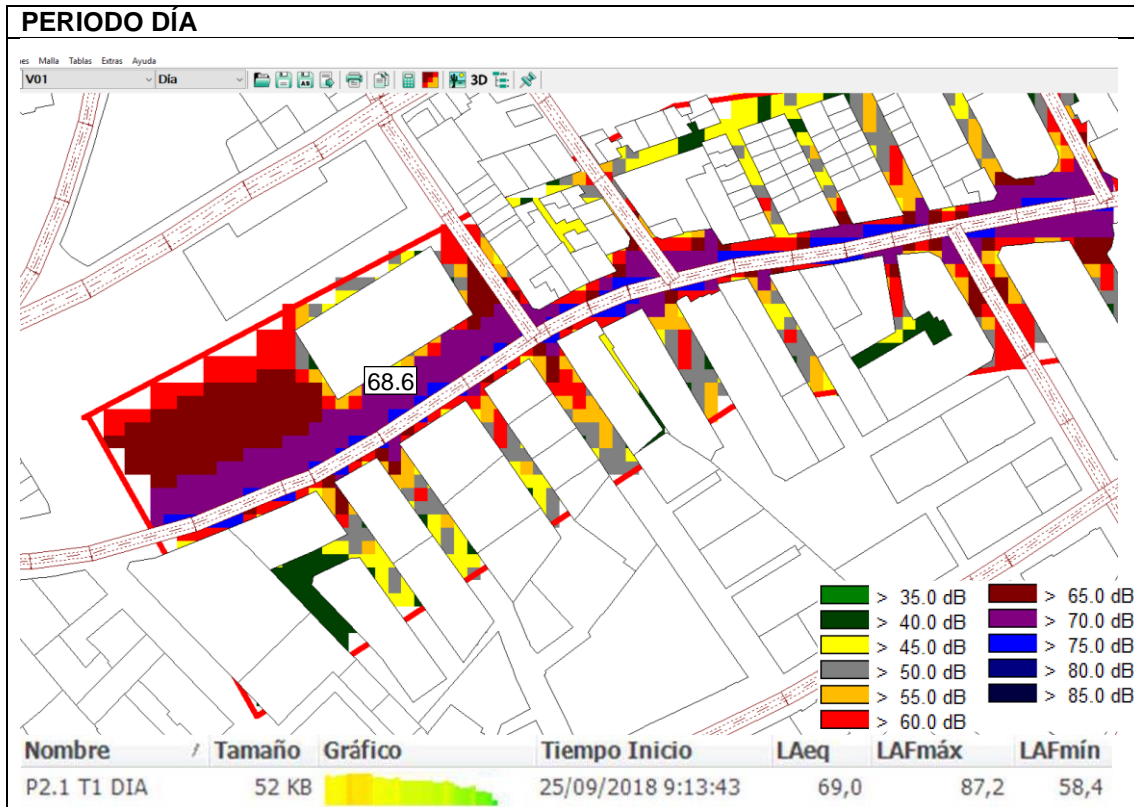 PERIODO DÍA
es Malla Tablas Extras Ayuda
V01 Día 3D
68.6
> 35.0 dB > 65.0 dB
> 40.0 dB > 70.0 dB
> 45.0 dB > 75.0 dB
> 50.0 dB > 80.0 dB
> 55.0 dB > 85.0 dB
> 60.0 dB
Nombre / Tamaño Gráfico Tiempo Inicio LAeq LAFmáx LAFmín
P2.1 T1 DIA 52 KB 25/09/2018 9:13:43 69,0 87,2 58,4